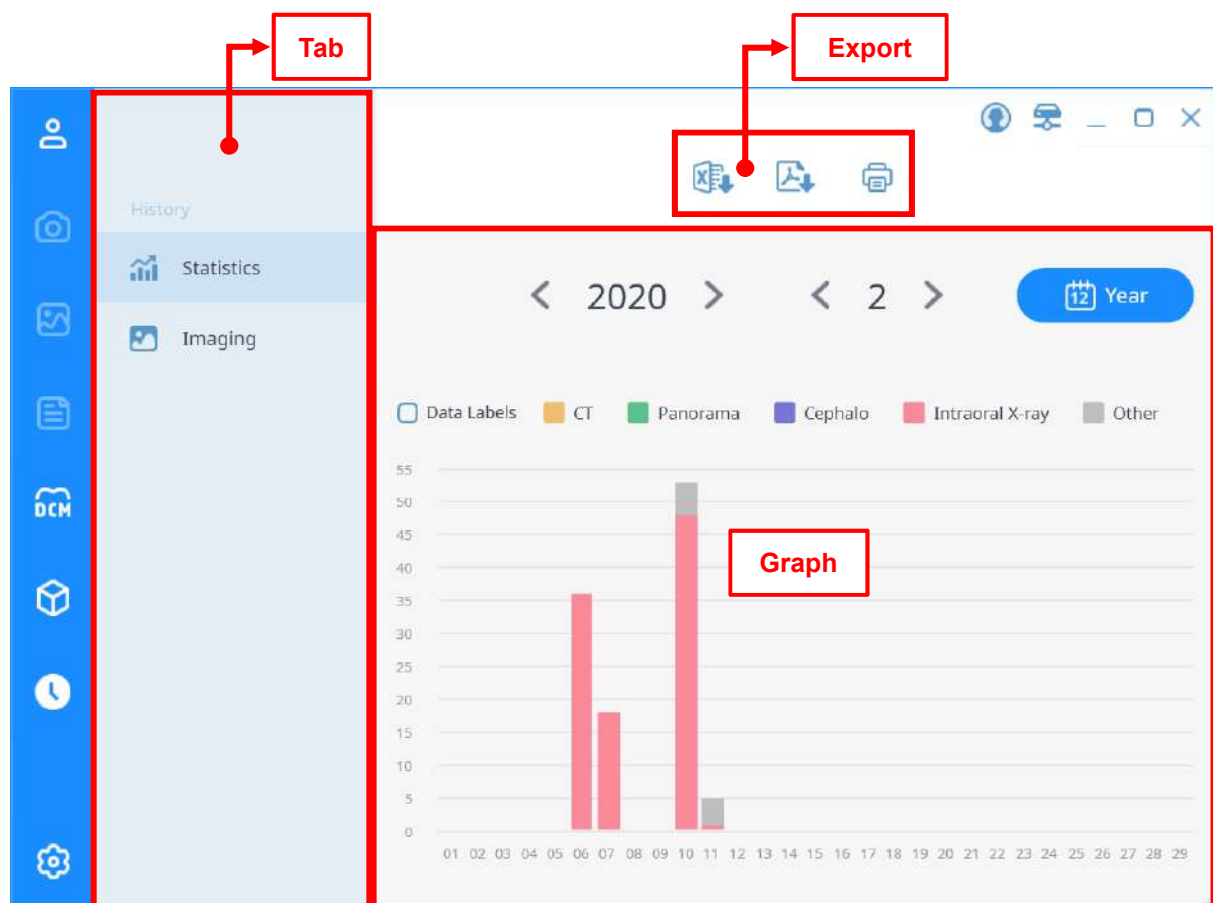 Tab
Export
History
Statistics
Imaging
DCM
2020
2
12 Year
Data Labels CT Panorama Cephalo Intraoral X-ray Other
55
50
45
40
35
30
25
20
15
10
5
0
Graph
01 02 03 04 05 06 07 08 09 10 11 12 13 14 15 16 17 18 19 20 21 22 23 24 25 26 27 28 29